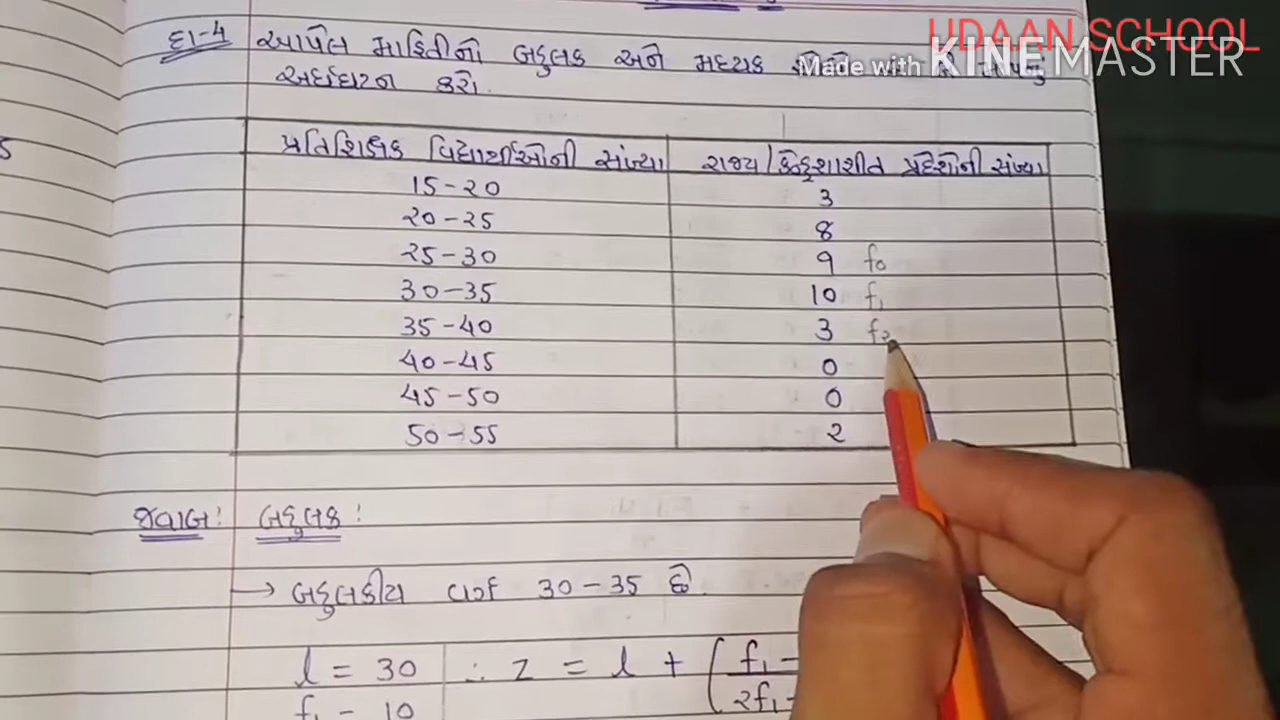 UDAAN SCHOOL
Made with KINEMASTER
દા-4 આપેલ માહિતીનો બહુલક અને મધ્યક
અર્થઘટન કરો.
પ્રતિશિક્ષક વિદ્યાર્થીઓની સંખ્યા રાજ્ય/કેન્દ્રશાશીત પ્રદેશોની સંખ્યા
15-20 3
20-25 8
25-30 9 f₀
30-35 10 f₁
35-40 3 f₂
40-45 0
45-50 0
50-55 2
જવાબ: બહુલક:
→ બહુલકીય વર્ગ 30-35 છે.
l = 30 ∴ Z = l + (f₁ -
f₁ = 10 2f₁ -